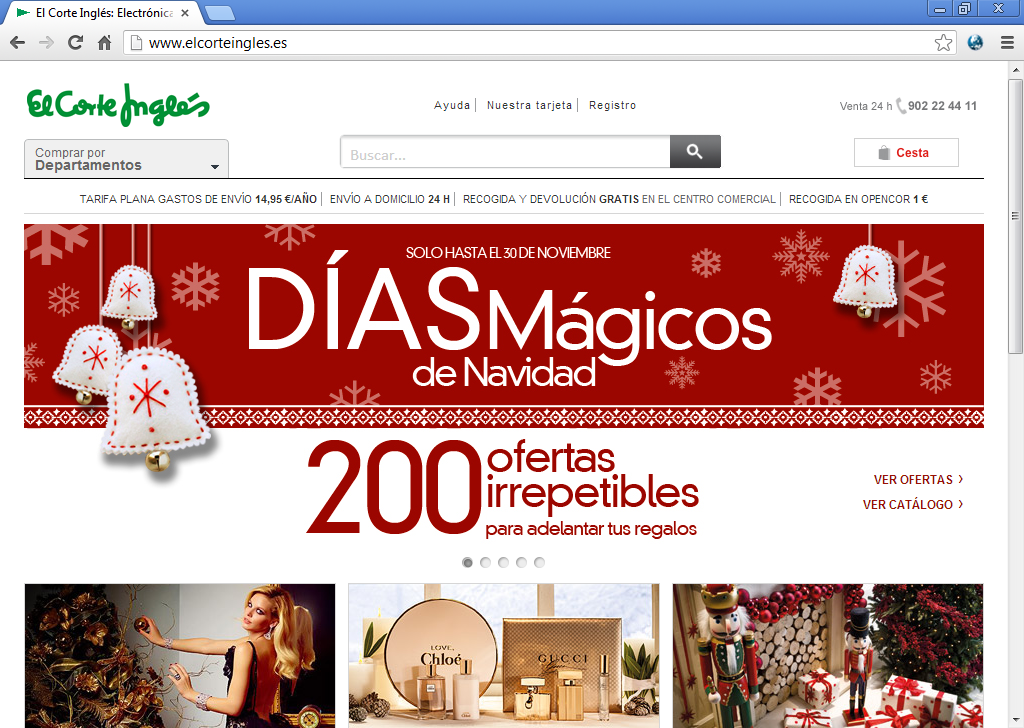 El Corte Inglés: Electrónica
www.elcorteingles.es
El Corte Inglés
Ayuda | Nuestra tarjeta | Registro
Venta 24 h 902 22 44 11
Comprar por
Departamentos
Buscar...
Cesta
TARIFA PLANA GASTOS DE ENVÍO 14,95 €/AÑO | ENVÍO A DOMICILIO 24 H | RECOGIDA Y DEVOLUCIÓN GRATIS EN EL CENTRO COMERCIAL | RECOGIDA EN OPENCOR 1 €
SOLO HASTA EL 30 DE NOVIEMBRE
DÍAS Mágicos
de Navidad
200 ofertas
irrepetibles
para adelantar tus regalos
VER OFERTAS ›
VER CATÁLOGO ›
LOVE,
Chloé
GUCCI